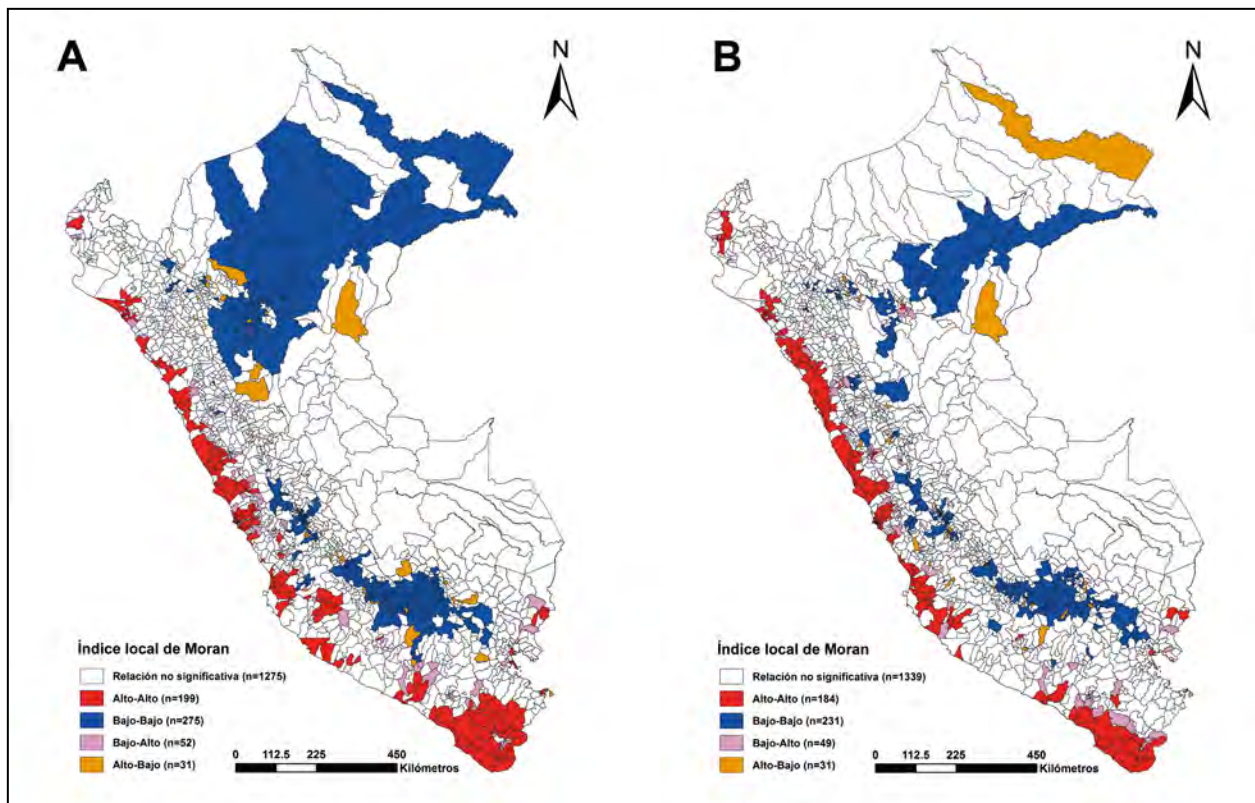 A
N
Índice local de Moran
Relación no significativa (n=1275)
Alto-Alto (n=199)
Bajo-Bajo (n=275)
Bajo-Alto (n=52)
Alto-Bajo (n=31)
0 112.5 225 450
Kilómetros
B
N
Índice local de Moran
Relación no significativa (n=1339)
Alto-Alto (n=184)
Bajo-Bajo (n=231)
Bajo-Alto (n=49)
Alto-Bajo (n=31)
0 112.5 225 450
Kilómetros